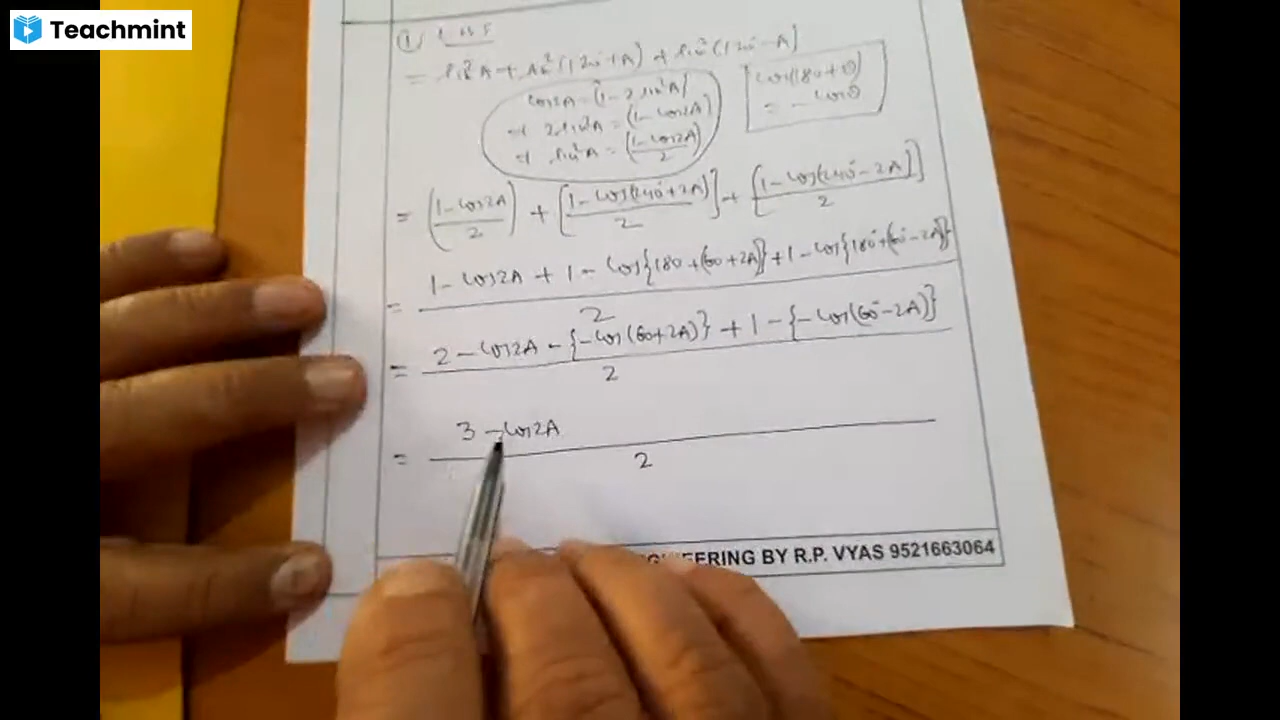 Teachmint
① LHS
= sin²A + sin²(120°+A) + sin²(120°-A)
cos2A = (1-2sin²A)
⇒ 2sin²A = (1-cos2A)
⇒ sin²A = (1-cos2A)/2
cos(180+θ)
= -cosθ
= (1-cos2A)/2 + [1-cos(240°+2A)]/2 + [1-cos(240°-2A)]/2
= 1-cos2A + 1 - cos{180+(60+2A)} + 1 - cos{180°+(60°-2A)} / 2
= 2 - cos2A - {-cos(60+2A)} + 1 - {-cos(60°-2A)} / 2
= 3 - cos2A / 2
BY R.P. VYAS 9521663064